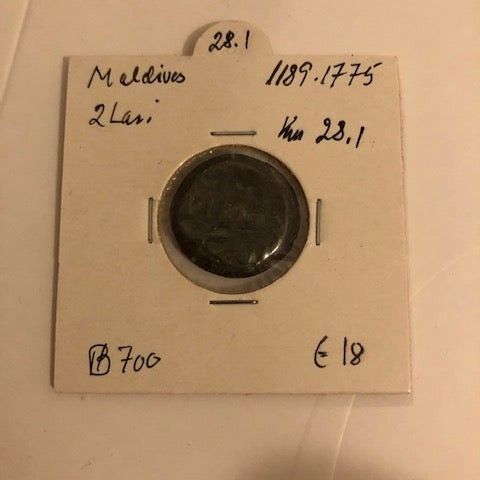 28.1
Maldives 1189.1775
2 Lari Km 28.1
B 700 € 18